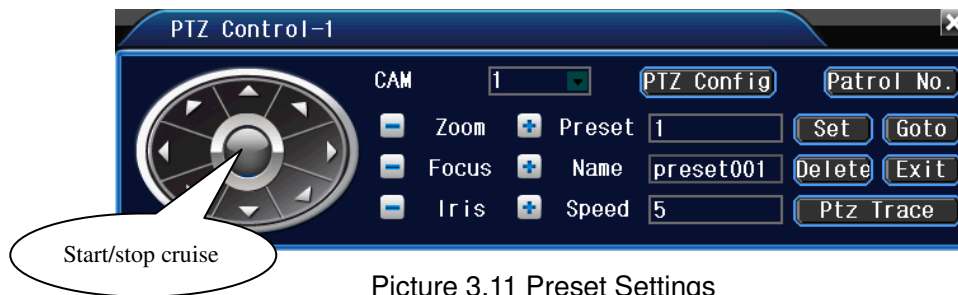 PTZ Control-1
CAM 1 PTZ Config Patrol No.
Zoom Preset 1 Set Goto
Focus Name preset001 Delete Exit
Iris Speed 5 Ptz Trace
Start/stop cruise
Picture 3.11 Preset Settings